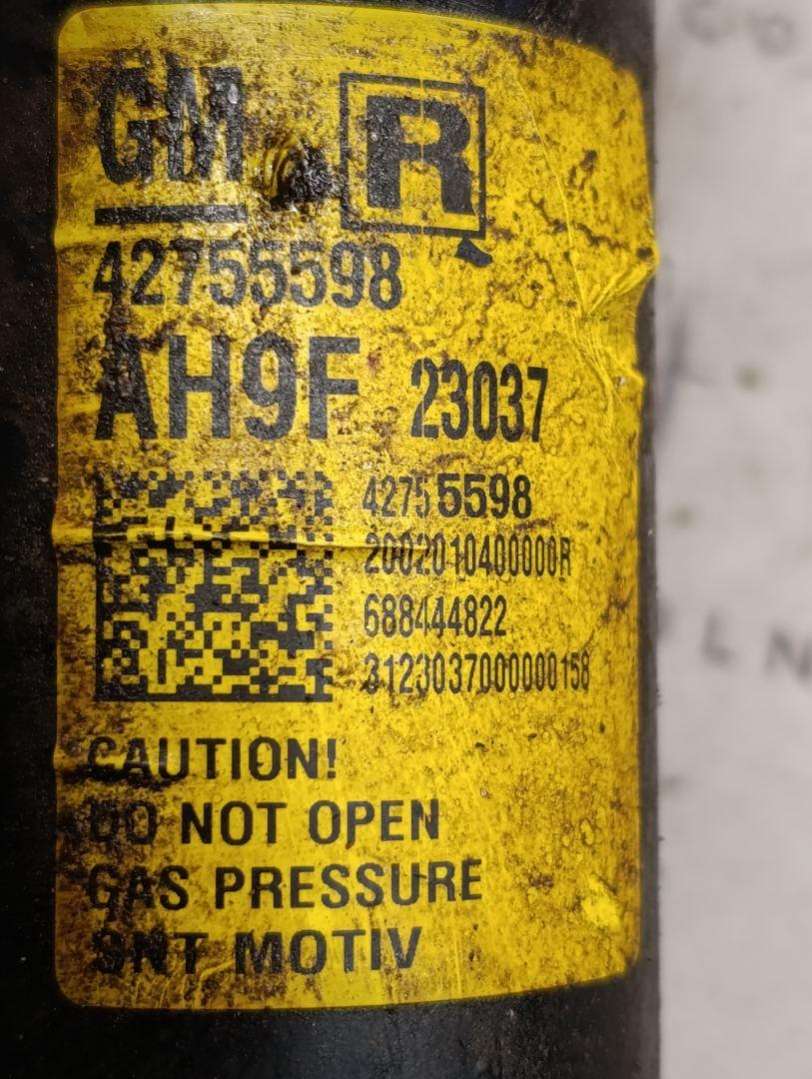 GM R
42755598
AH9F 23037
42755598
2002010400000R
688444822
3123037000000158
CAUTION!
DO NOT OPEN
GAS PRESSURE
SNT MOTIV